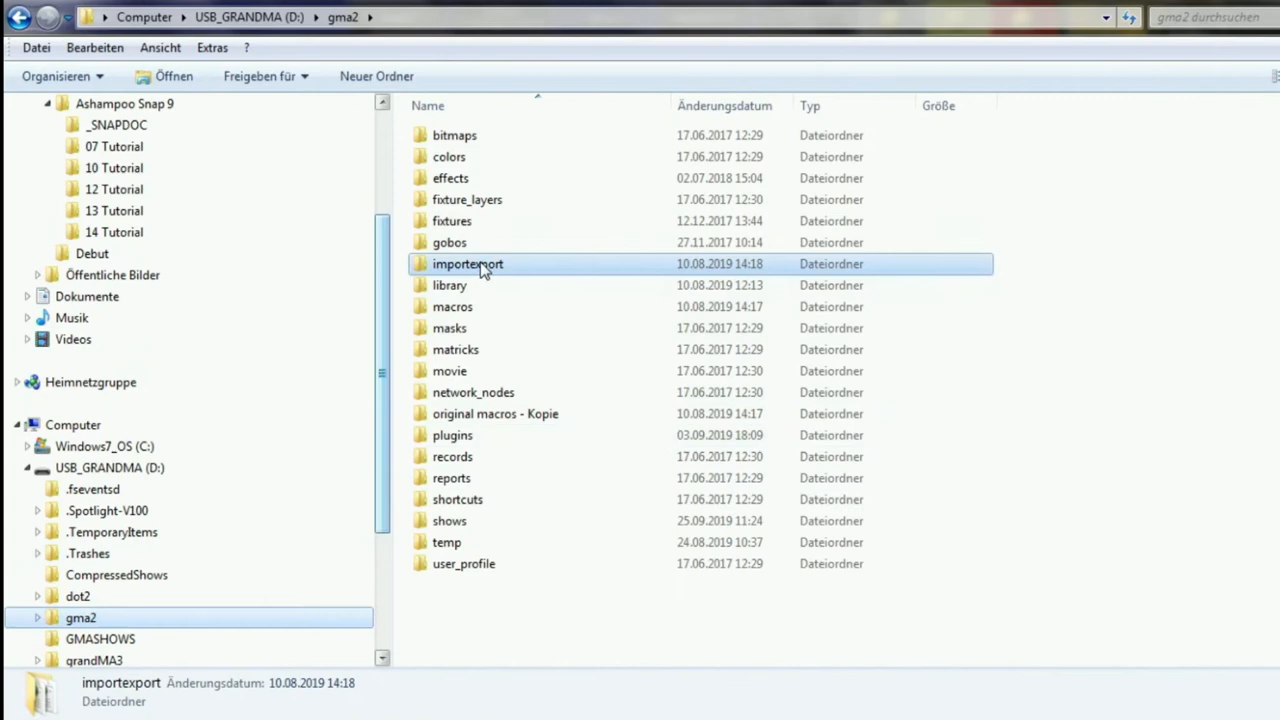 Computer USB_GRANDMA (D:) gma2 gma2 durchsuchen
Datei Bearbeiten Ansicht Extras ?
Organisieren Öffnen Freigeben für Neuer Ordner
Ashampoo Snap 9
_SNAPDOC
07 Tutorial
10 Tutorial
12 Tutorial
13 Tutorial
14 Tutorial
Debut
Öffentliche Bilder
Dokumente
Musik
Videos
Heimnetzgruppe
Computer
Windows7_OS (C:)
USB_GRANDMA (D:)
.fseventsd
.Spotlight-V100
.TemporaryItems
.Trashes
CompressedShows
dot2
gma2
GMASHOWS
grandMA3
Name Änderungsdatum Typ Größe
bitmaps 17.06.2017 12:29 Dateiordner
colors 17.06.2017 12:29 Dateiordner
effects 02.07.2018 15:04 Dateiordner
fixture_layers 17.06.2017 12:30 Dateiordner
fixtures 12.12.2017 13:44 Dateiordner
gobos 27.11.2017 10:14 Dateiordner
importexport 10.08.2019 14:18 Dateiordner
library 10.08.2019 12:13 Dateiordner
macros 10.08.2019 14:17 Dateiordner
masks 17.06.2017 12:29 Dateiordner
matricks 17.06.2017 12:29 Dateiordner
movie 17.06.2017 12:30 Dateiordner
network_nodes 17.06.2017 12:30 Dateiordner
original macros - Kopie 10.08.2019 14:17 Dateiordner
plugins 03.09.2019 18:09 Dateiordner
records 17.06.2017 12:30 Dateiordner
reports 17.06.2017 12:29 Dateiordner
shortcuts 17.06.2017 12:29 Dateiordner
shows 25.09.2019 11:24 Dateiordner
temp 24.08.2019 10:37 Dateiordner
user_profile 17.06.2017 12:29 Dateiordner
importexport Änderungsdatum: 10.08.2019 14:18
Dateiordner